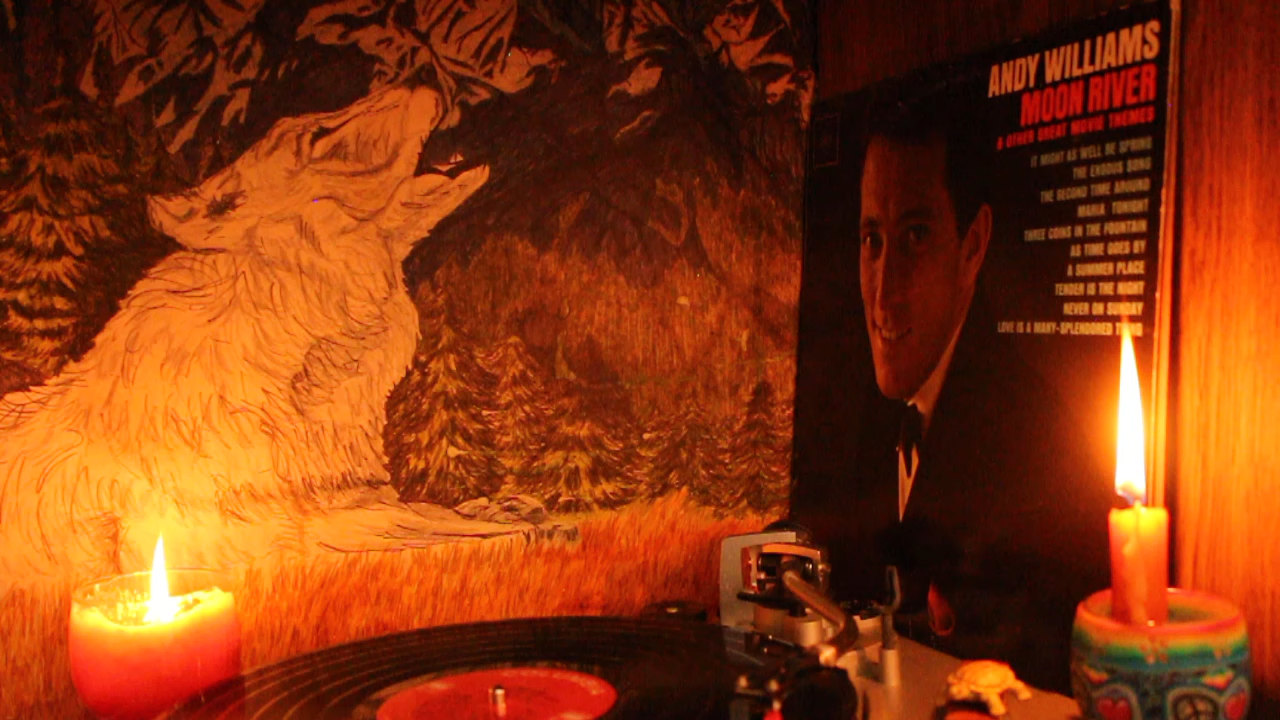 ANDY WILLIAMS
MOON RIVER
& OTHER GREAT MOVIE THEMES
IT MIGHT AS WELL BE SPRING
THE EXODUS SONG
THE SECOND TIME AROUND
MARIA TONIGHT
THREE COINS IN THE FOUNTAIN
AS TIME GOES BY
A SUMMER PLACE
TENDER IS THE NIGHT
NEVER ON SUNDAY
LOVE IS A MANY-SPLENDORED THING